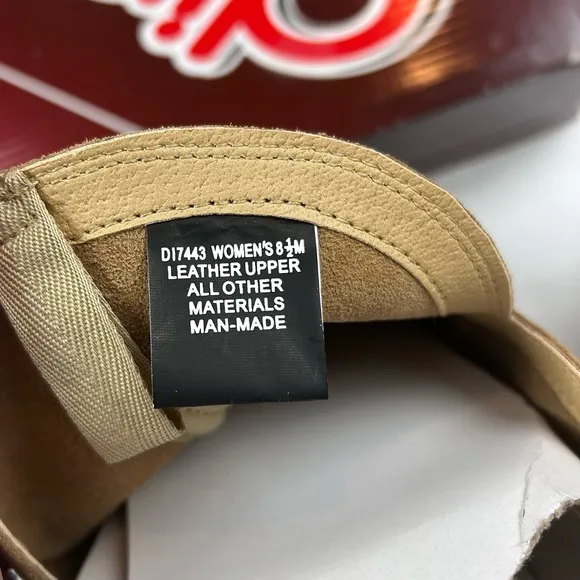 DI7443 WOMEN'S 8½M
LEATHER UPPER
ALL OTHER
MATERIALS
MAN-MADE